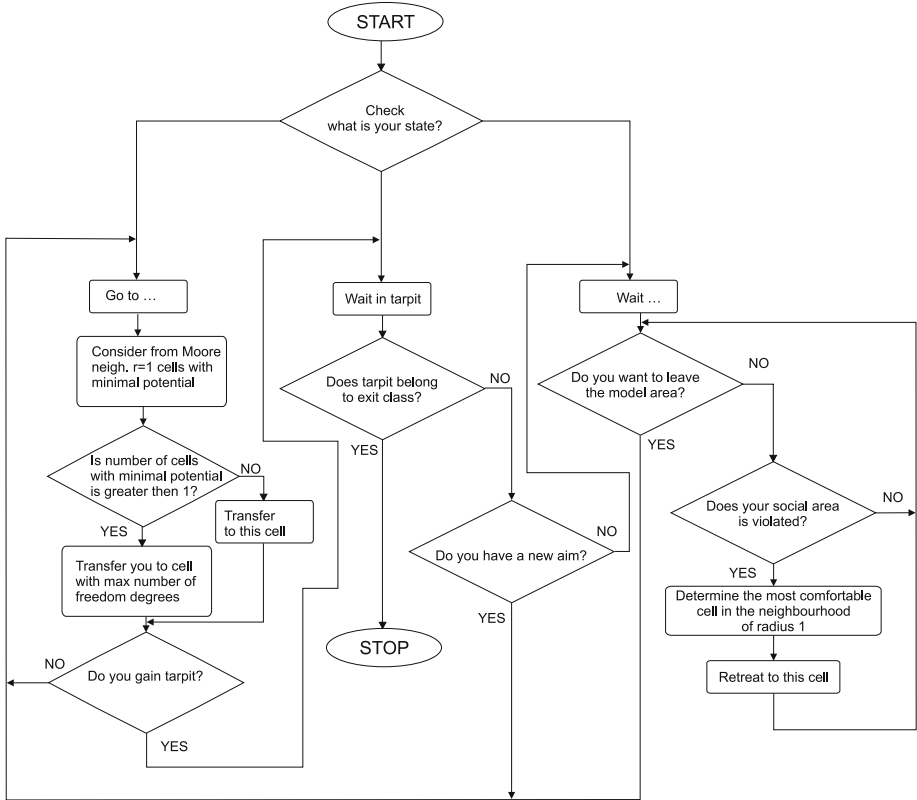 START
Check
what is your state?
Go to ...
Consider from Moore
neigh. r=1 cells with
minimal potential
Is number of cells
with minimal potential
is greater then 1?
NO
YES
Transfer
to this cell
Transfer you to cell
with max number of
freedom degrees
Do you gain tarpit?
NO
YES
Wait in tarpit
Does tarpit belong
to exit class?
NO
YES
Do you have a new aim?
NO
YES
STOP
Wait ...
Do you want to leave
the model area?
NO
YES
Does your social area
is violated?
NO
YES
Determine the most comfortable
cell in the neighbourhood
of radius 1
Retreat to this cell